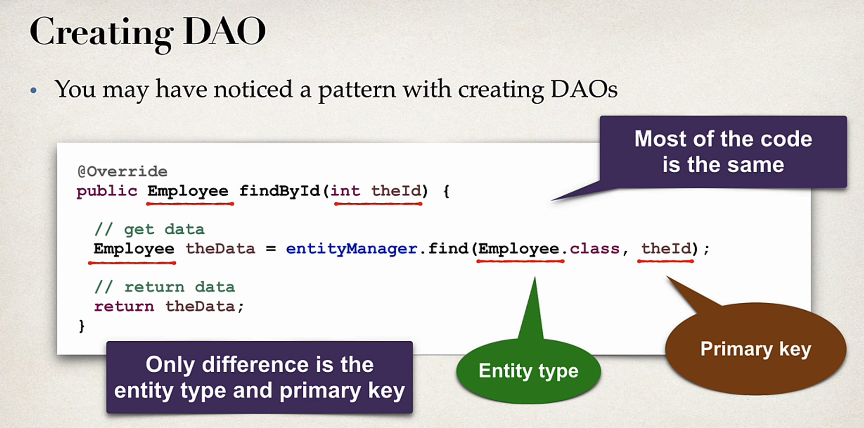 Creating DAO
• You may have noticed a pattern with creating DAOs
Most of the code
is the same
@Override
public Employee findById(int theId) {
// get data
Employee theData = entityManager.find(Employee.class, theId);
// return data
return theData;
}
Only difference is the
entity type and primary key
Entity type
Primary key